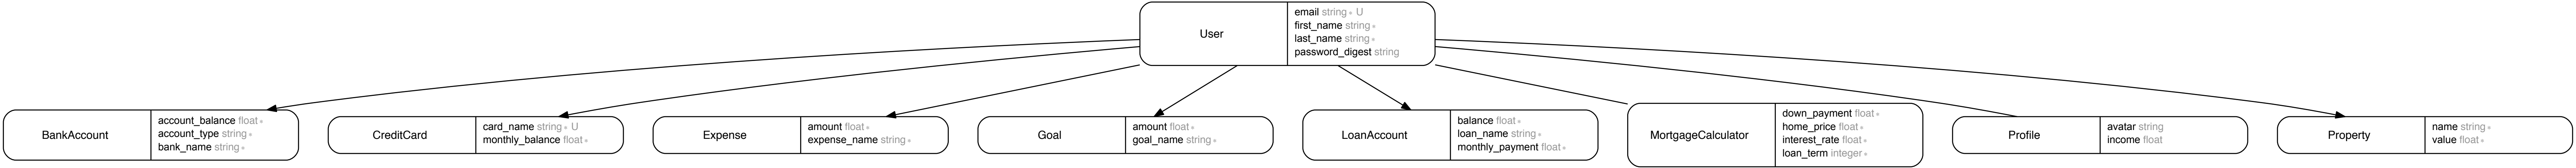 User
email string ∗ U
first_name string ∗
last_name string ∗
password_digest string
BankAccount
account_balance float ∗
account_type string ∗
bank_name string ∗
CreditCard
card_name string ∗ U
monthly_balance float ∗
Expense
amount float ∗
expense_name string ∗
Goal
amount float ∗
goal_name string ∗
LoanAccount
balance float ∗
loan_name string ∗
monthly_payment float ∗
MortgageCalculator
down_payment float ∗
home_price float ∗
interest_rate float ∗
loan_term integer ∗
Profile
avatar string
income float
Property
name string ∗
value float ∗